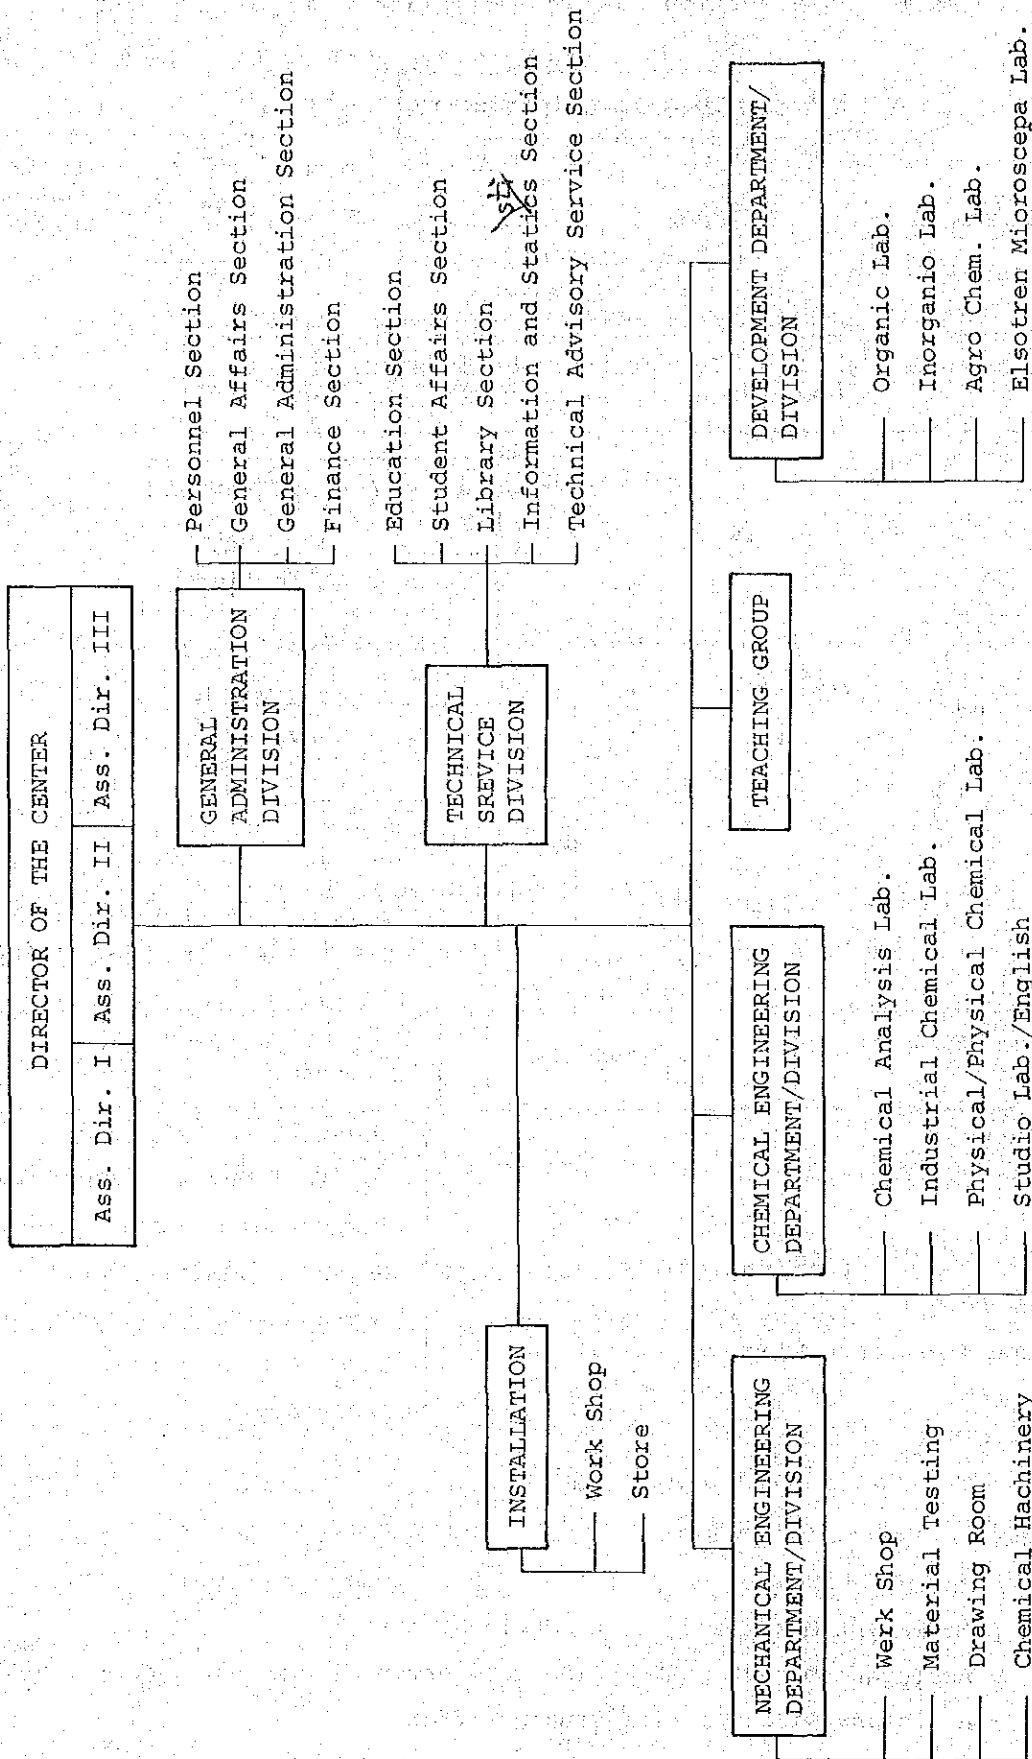 DIRECTOR OF THE CENTER
Ass. Dir. I
Ass. Dir. II
Ass. Dir. III
GENERAL
ADMINISTRATION
DIVISION
Personnel Section
General Affairs Section
General Administration Section
Finance Section
TECHNICAL
SREVICE
DIVISION
Education Section
Student Affairs Section
Library Section
sti
Information and Statics Section
Technical Advisory Service Section
INSTALLATION
Work Shop
Store
NECHANICAL ENGINEERING
DEPARTMENT/DIVISION
Werk Shop
Material Testing
Drawing Room
Chemical Hachinery
CHEMICAL ENGINEERING
DEPARTMENT/DIVISION
Chemical Analysis Lab.
Industrial Chemical Lab.
Physical/Physical Chemical Lab.
Studio Lab./English
TEACHING GROUP
DEVELOPMENT DEPARTMENT/
DIVISION
Organic Lab.
Inorganio Lab.
Agro Chem. Lab.
Elsotren Mioroscepa Lab.